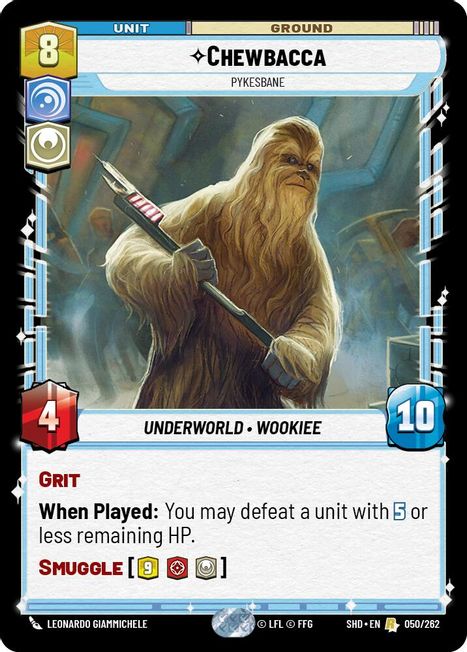 UNIT GROUND
8
✧CHEWBACCA
PYKESBANE
4
10
UNDERWORLD • WOOKIEE
GRIT
When Played: You may defeat a unit with 5 or
less remaining HP.
SMUGGLE [9]
LEONARDO GIAMMICHELE © LFL © FFG SHD • EN R 050/262